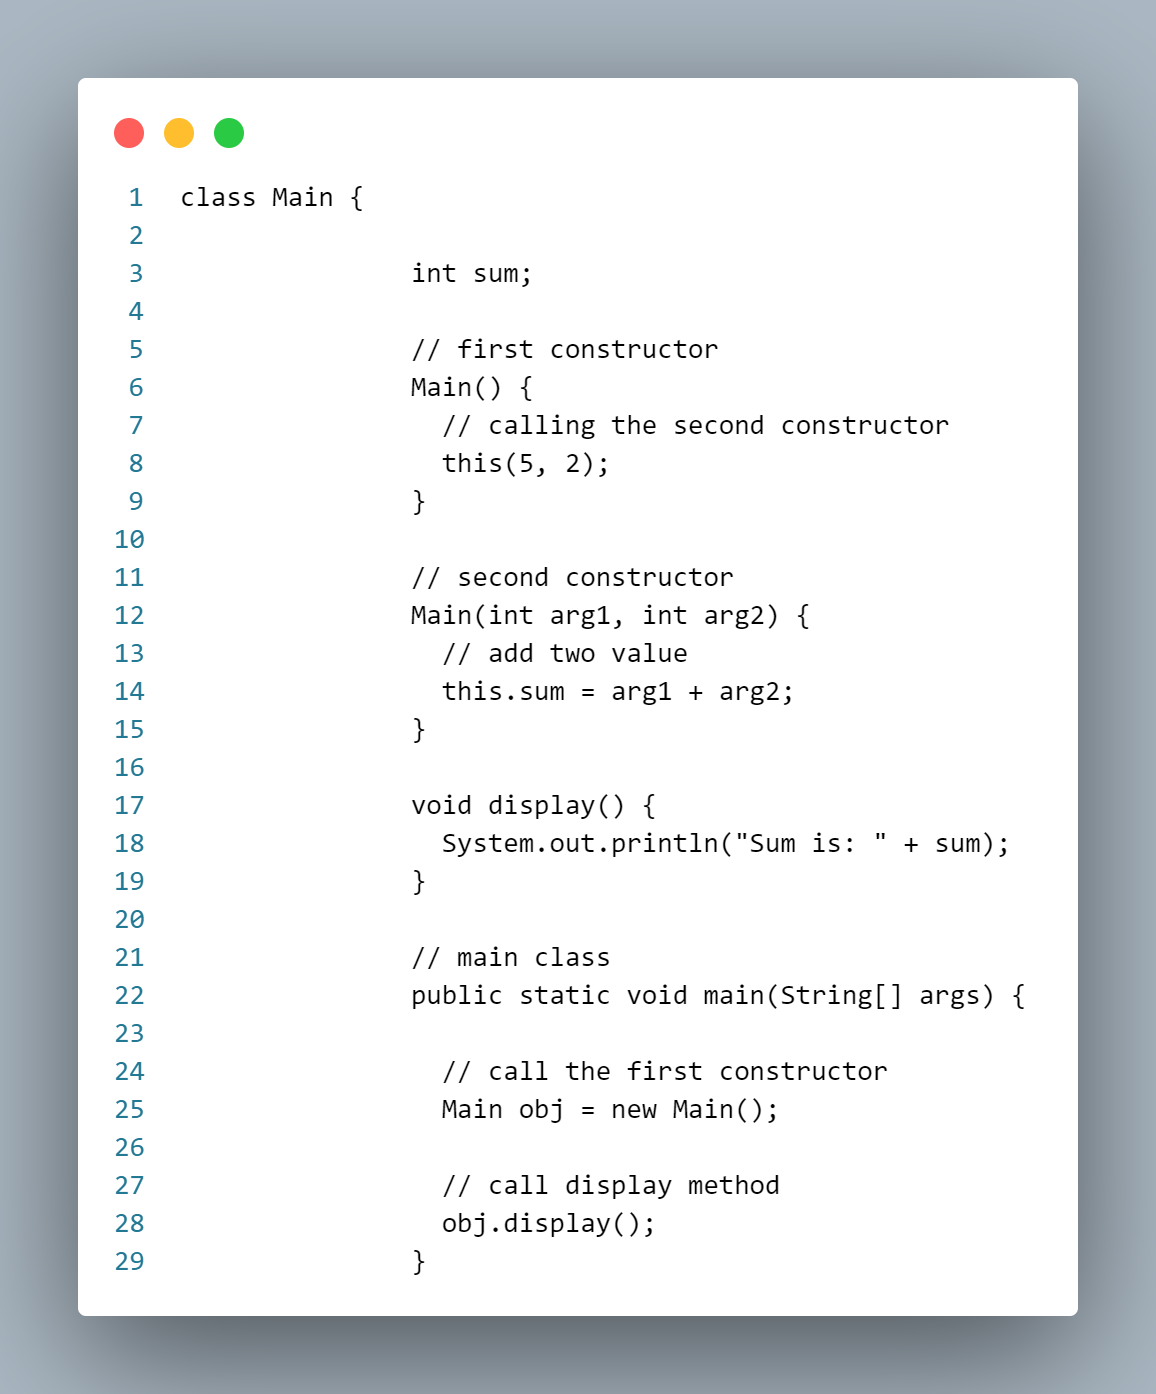 1 class Main {
2
3 int sum;
4
5 // first constructor
6 Main() {
7 // calling the second constructor
8 this(5, 2);
9 }
10
11 // second constructor
12 Main(int arg1, int arg2) {
13 // add two value
14 this.sum = arg1 + arg2;
15 }
16
17 void display() {
18 System.out.println("Sum is: " + sum);
19 }
20
21 // main class
22 public static void main(String[] args) {
23
24 // call the first constructor
25 Main obj = new Main();
26
27 // call display method
28 obj.display();
29 }